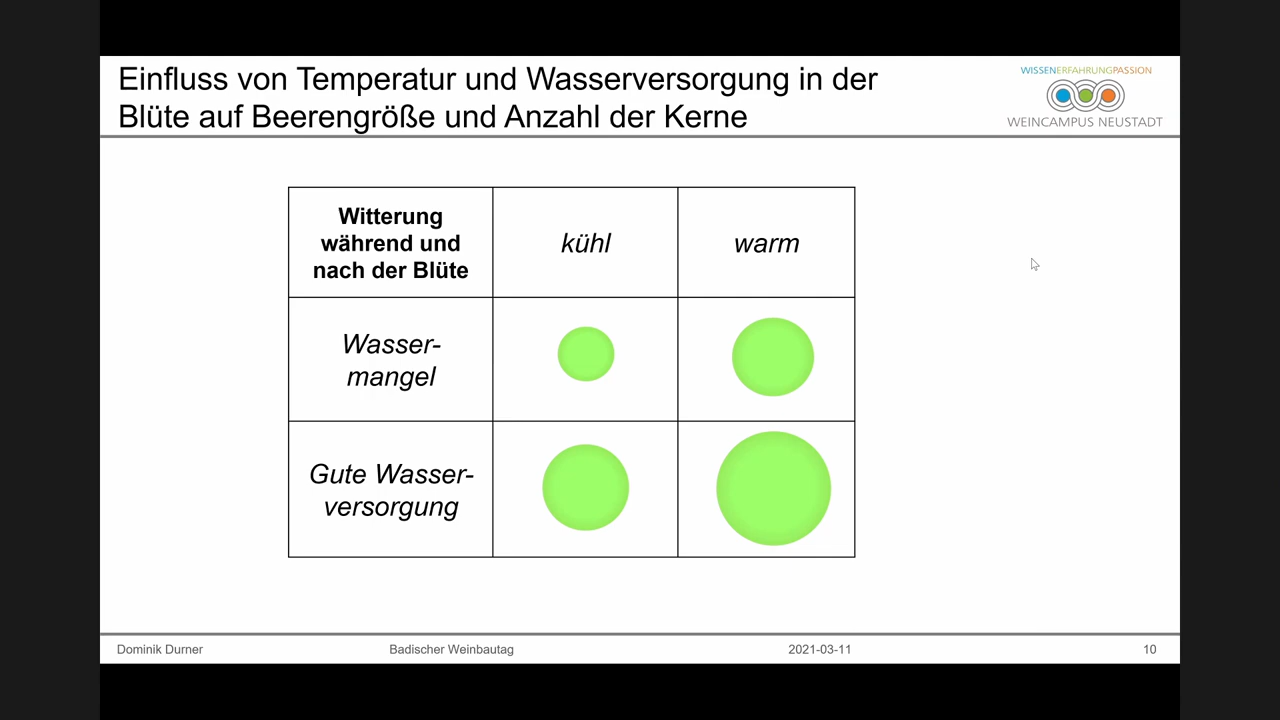 Einfluss von Temperatur und Wasserversorgung in der
Blüte auf Beerengröße und Anzahl der Kerne
WISSENERFAHRUNGPASSION
WEINCAMPUS NEUSTADT
Witterung
während und
nach der Blüte
kühl
warm
Wasser-
mangel
Gute Wasser-
versorgung
Dominik Durner
Badischer Weinbautag
2021-03-11
10